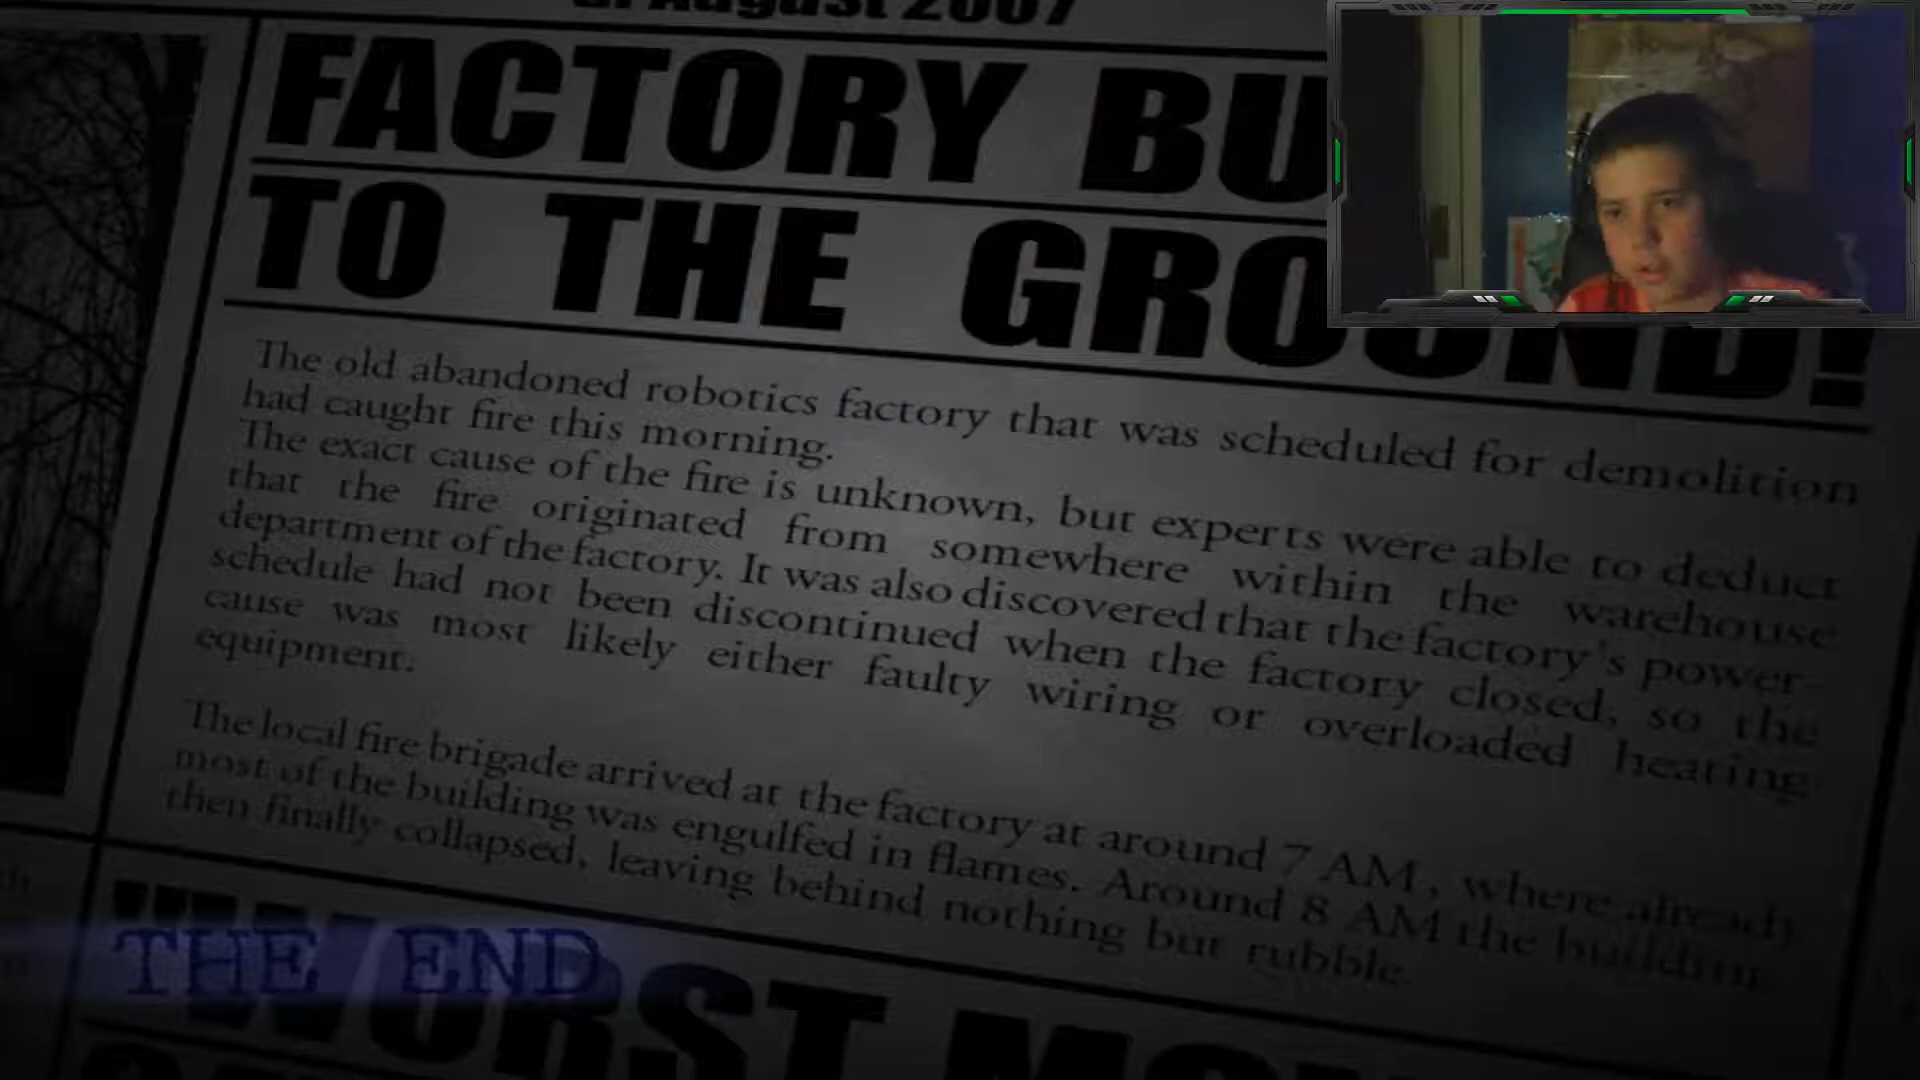 August 2007
FACTORY BU
TO THE GROUND!
The old abandoned robotics factory that was scheduled for demolition
had caught fire this morning.
The exact cause of the fire is unknown, but experts were able to deduct
that the fire originated from somewhere within the warehouse
department of the factory. It was also discovered that the factory's power-
schedule had not been discontinued when the factory closed, so the
cause was most likely either faulty wiring or overloaded heating
equipment.
The local fire brigade arrived at the factory at around 7 AM, where already
most of the building was engulfed in flames. Around 8 AM the building
then finally collapsed, leaving behind nothing but rubble.
THE END
"WORST